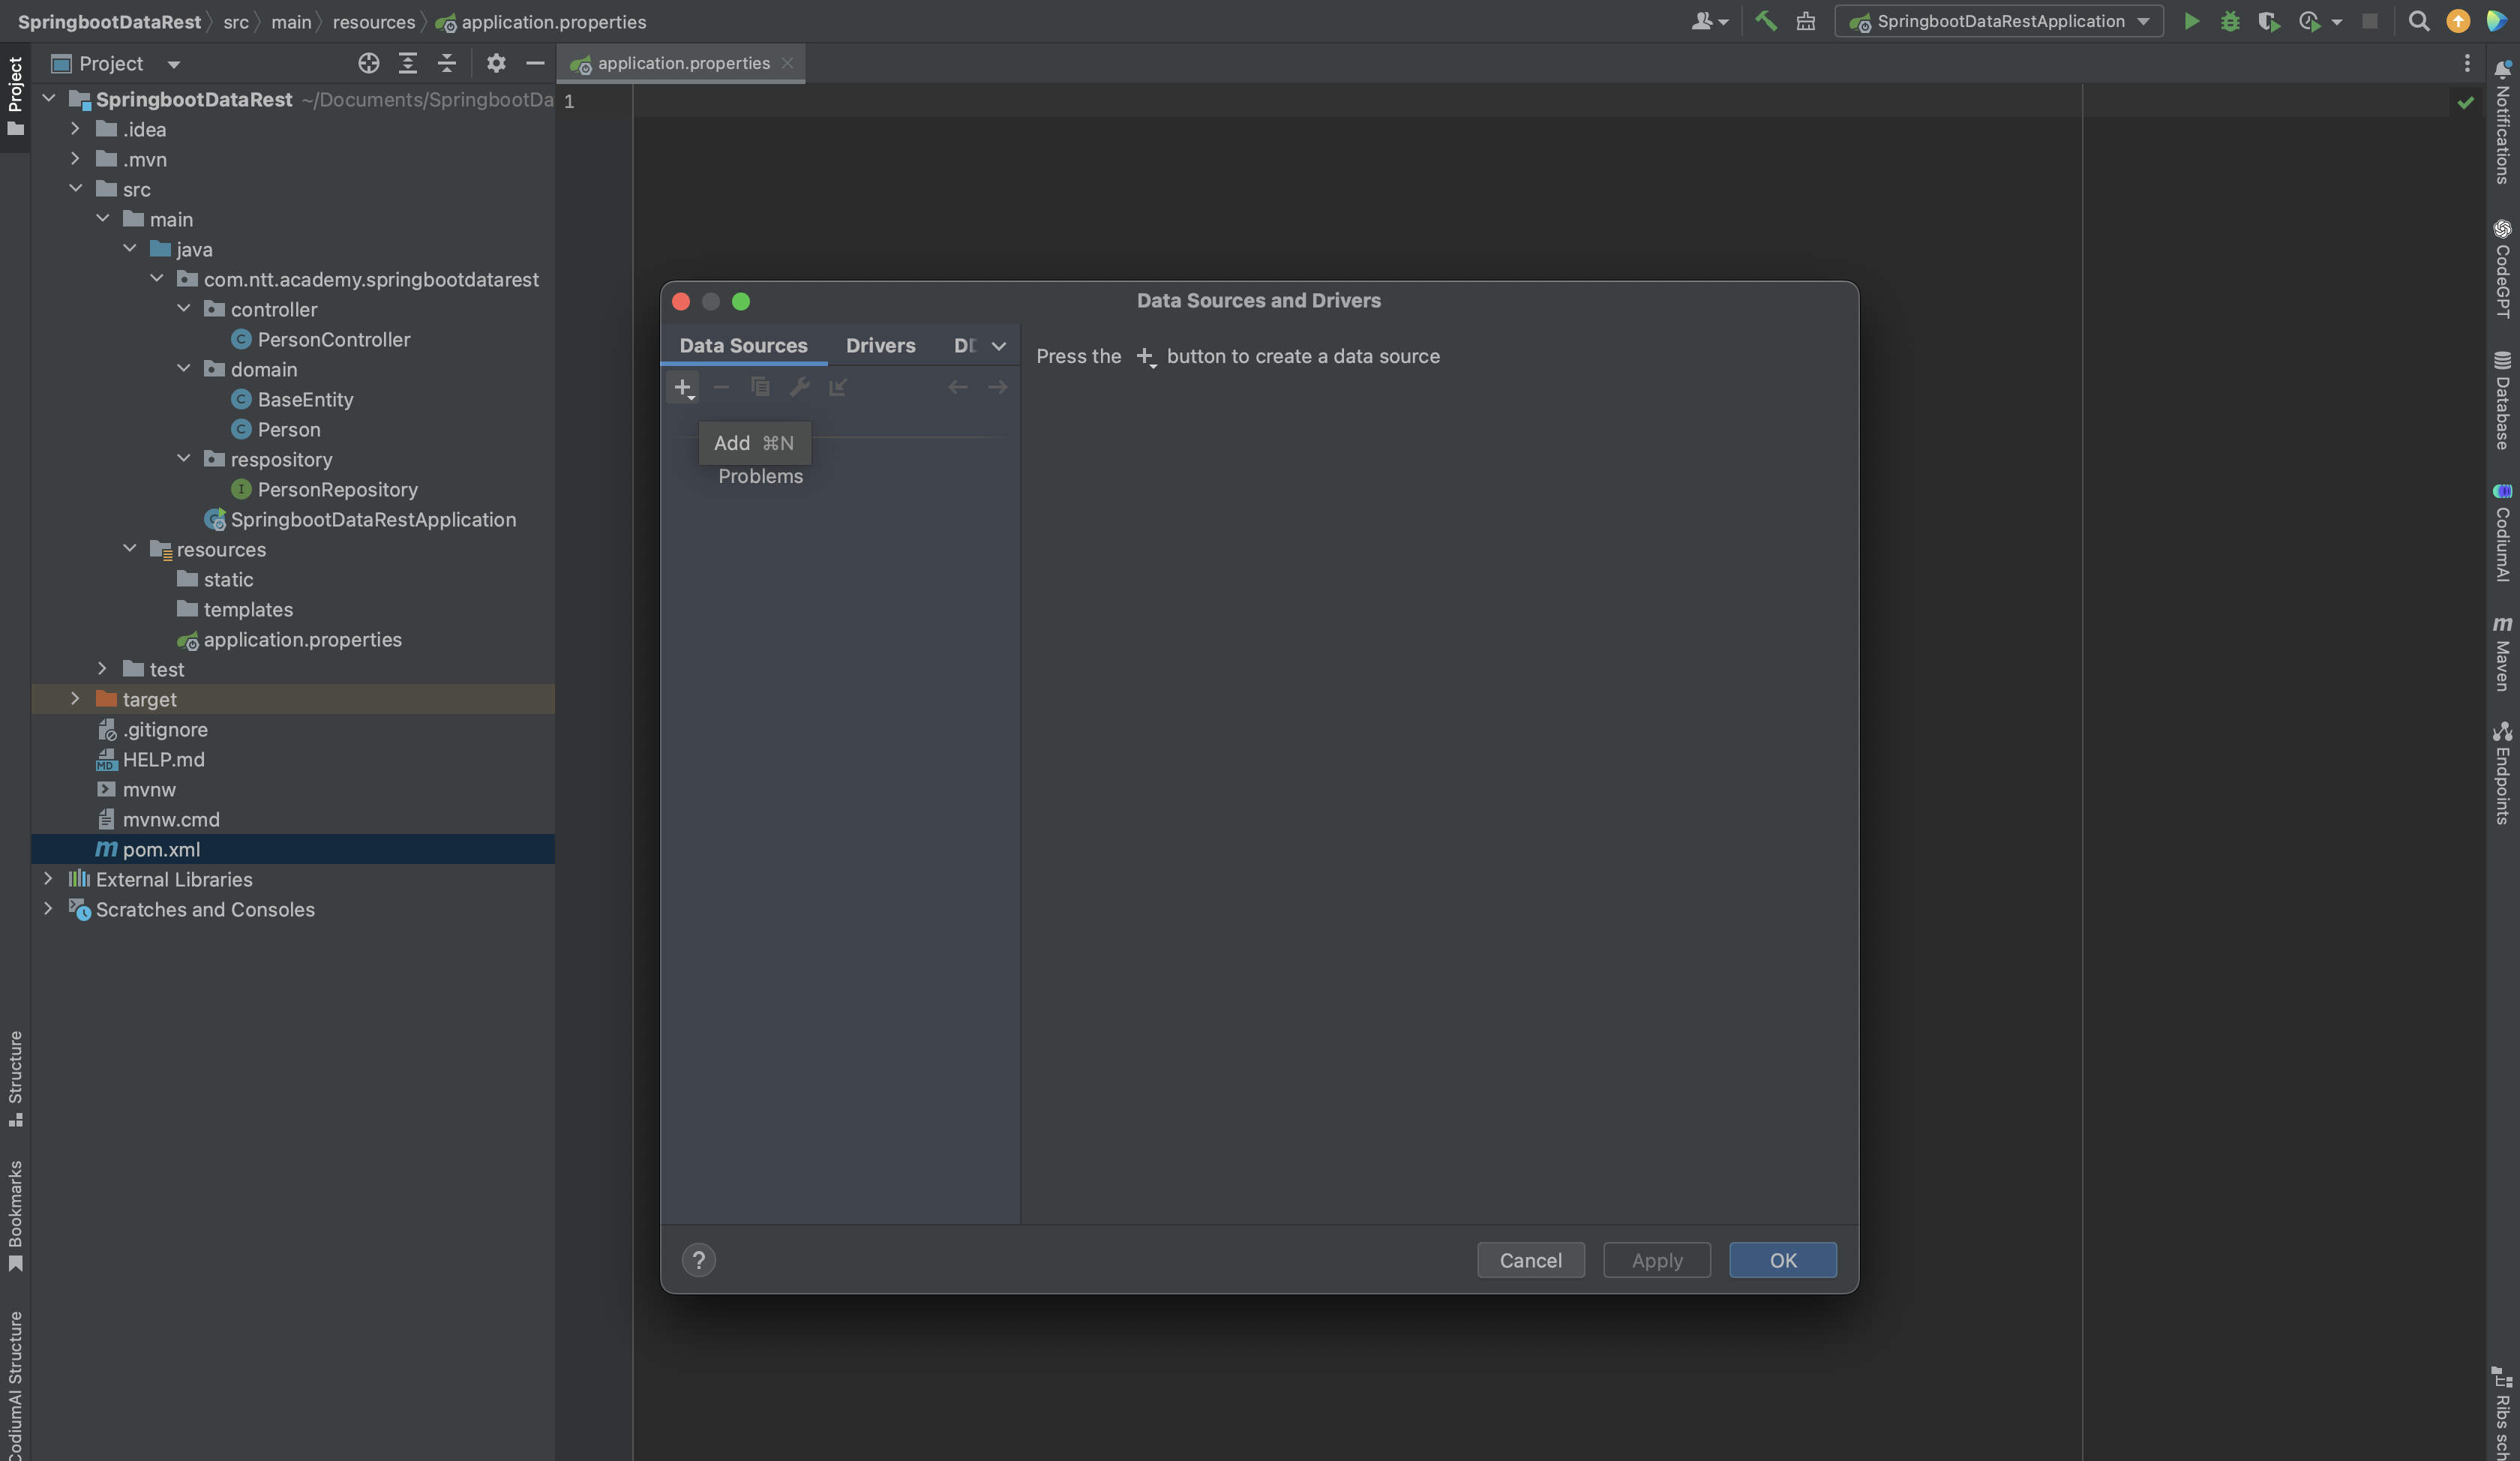 SpringbootDataRest 〉 src 〉 main 〉 resources 〉 application.properties
SpringbootDataRestApplication
Project
application.properties
Project
SpringbootDataRest ~/Documents/SpringbootDa
.idea
.mvn
src
main
java
com.ntt.academy.springbootdatarest
controller
PersonController
domain
BaseEntity
Person
respository
PersonRepository
SpringbootDataRestApplication
resources
static
templates
application.properties
test
target
.gitignore
HELP.md
mvnw
mvnw.cmd
pom.xml
External Libraries
Scratches and Consoles
Structure
Bookmarks
CodiumAI Structure
1
Data Sources and Drivers
Data Sources Drivers DD
Press the + button to create a data source
Add ⌘N
Problems
?
Cancel Apply OK
Notifications
CodeGPT
Database
CodiumAI
m Maven
Endpoints
Ribs sch